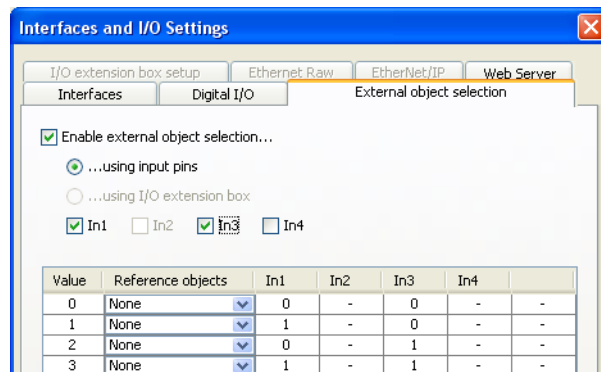 Interfaces and I/O Settings
I/O extension box setup Ethernet Raw EtherNet/IP Web Server
Interfaces Digital I/O External object selection
Enable external object selection...
...using input pins
...using I/O extension box
In1 In2 In3 In4
Value Reference objects In1 In2 In3 In4
0 None 0 - 0 - -
1 None 1 - 0 - -
2 None 0 - 1 - -
3 None 1 - 1 - -